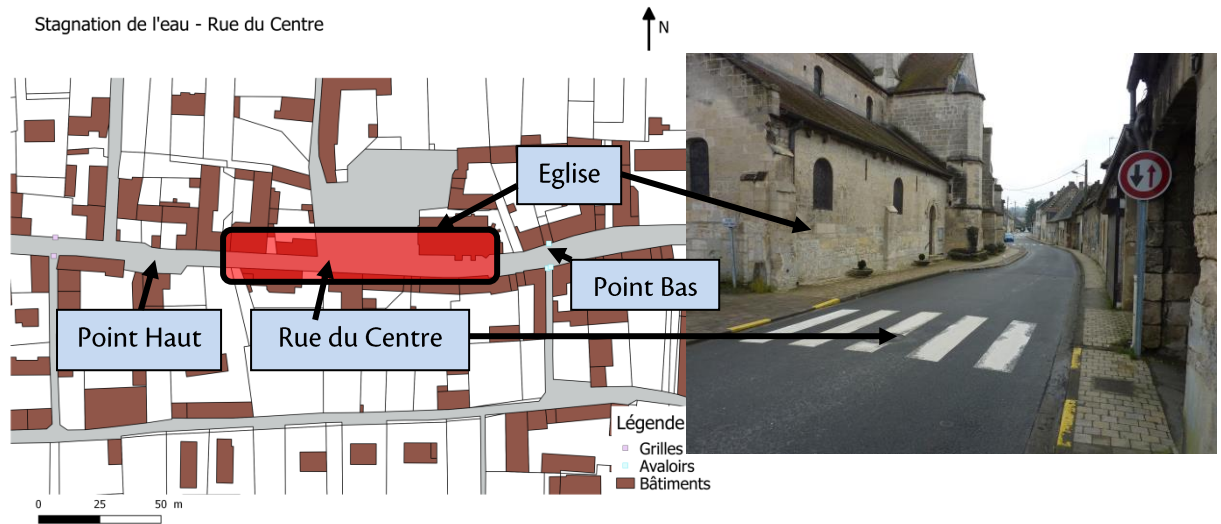 Stagnation de l'eau - Rue du Centre
N
Eglise
Point Bas
Point Haut
Rue du Centre
Légende
Grilles
Avaloirs
Bâtiments
0 25 50 m